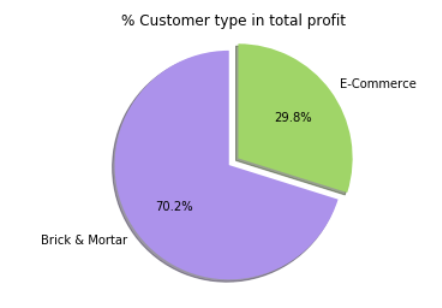 % Customer type in total profit
E-Commerce
29.8%
70.2%
Brick & Mortar